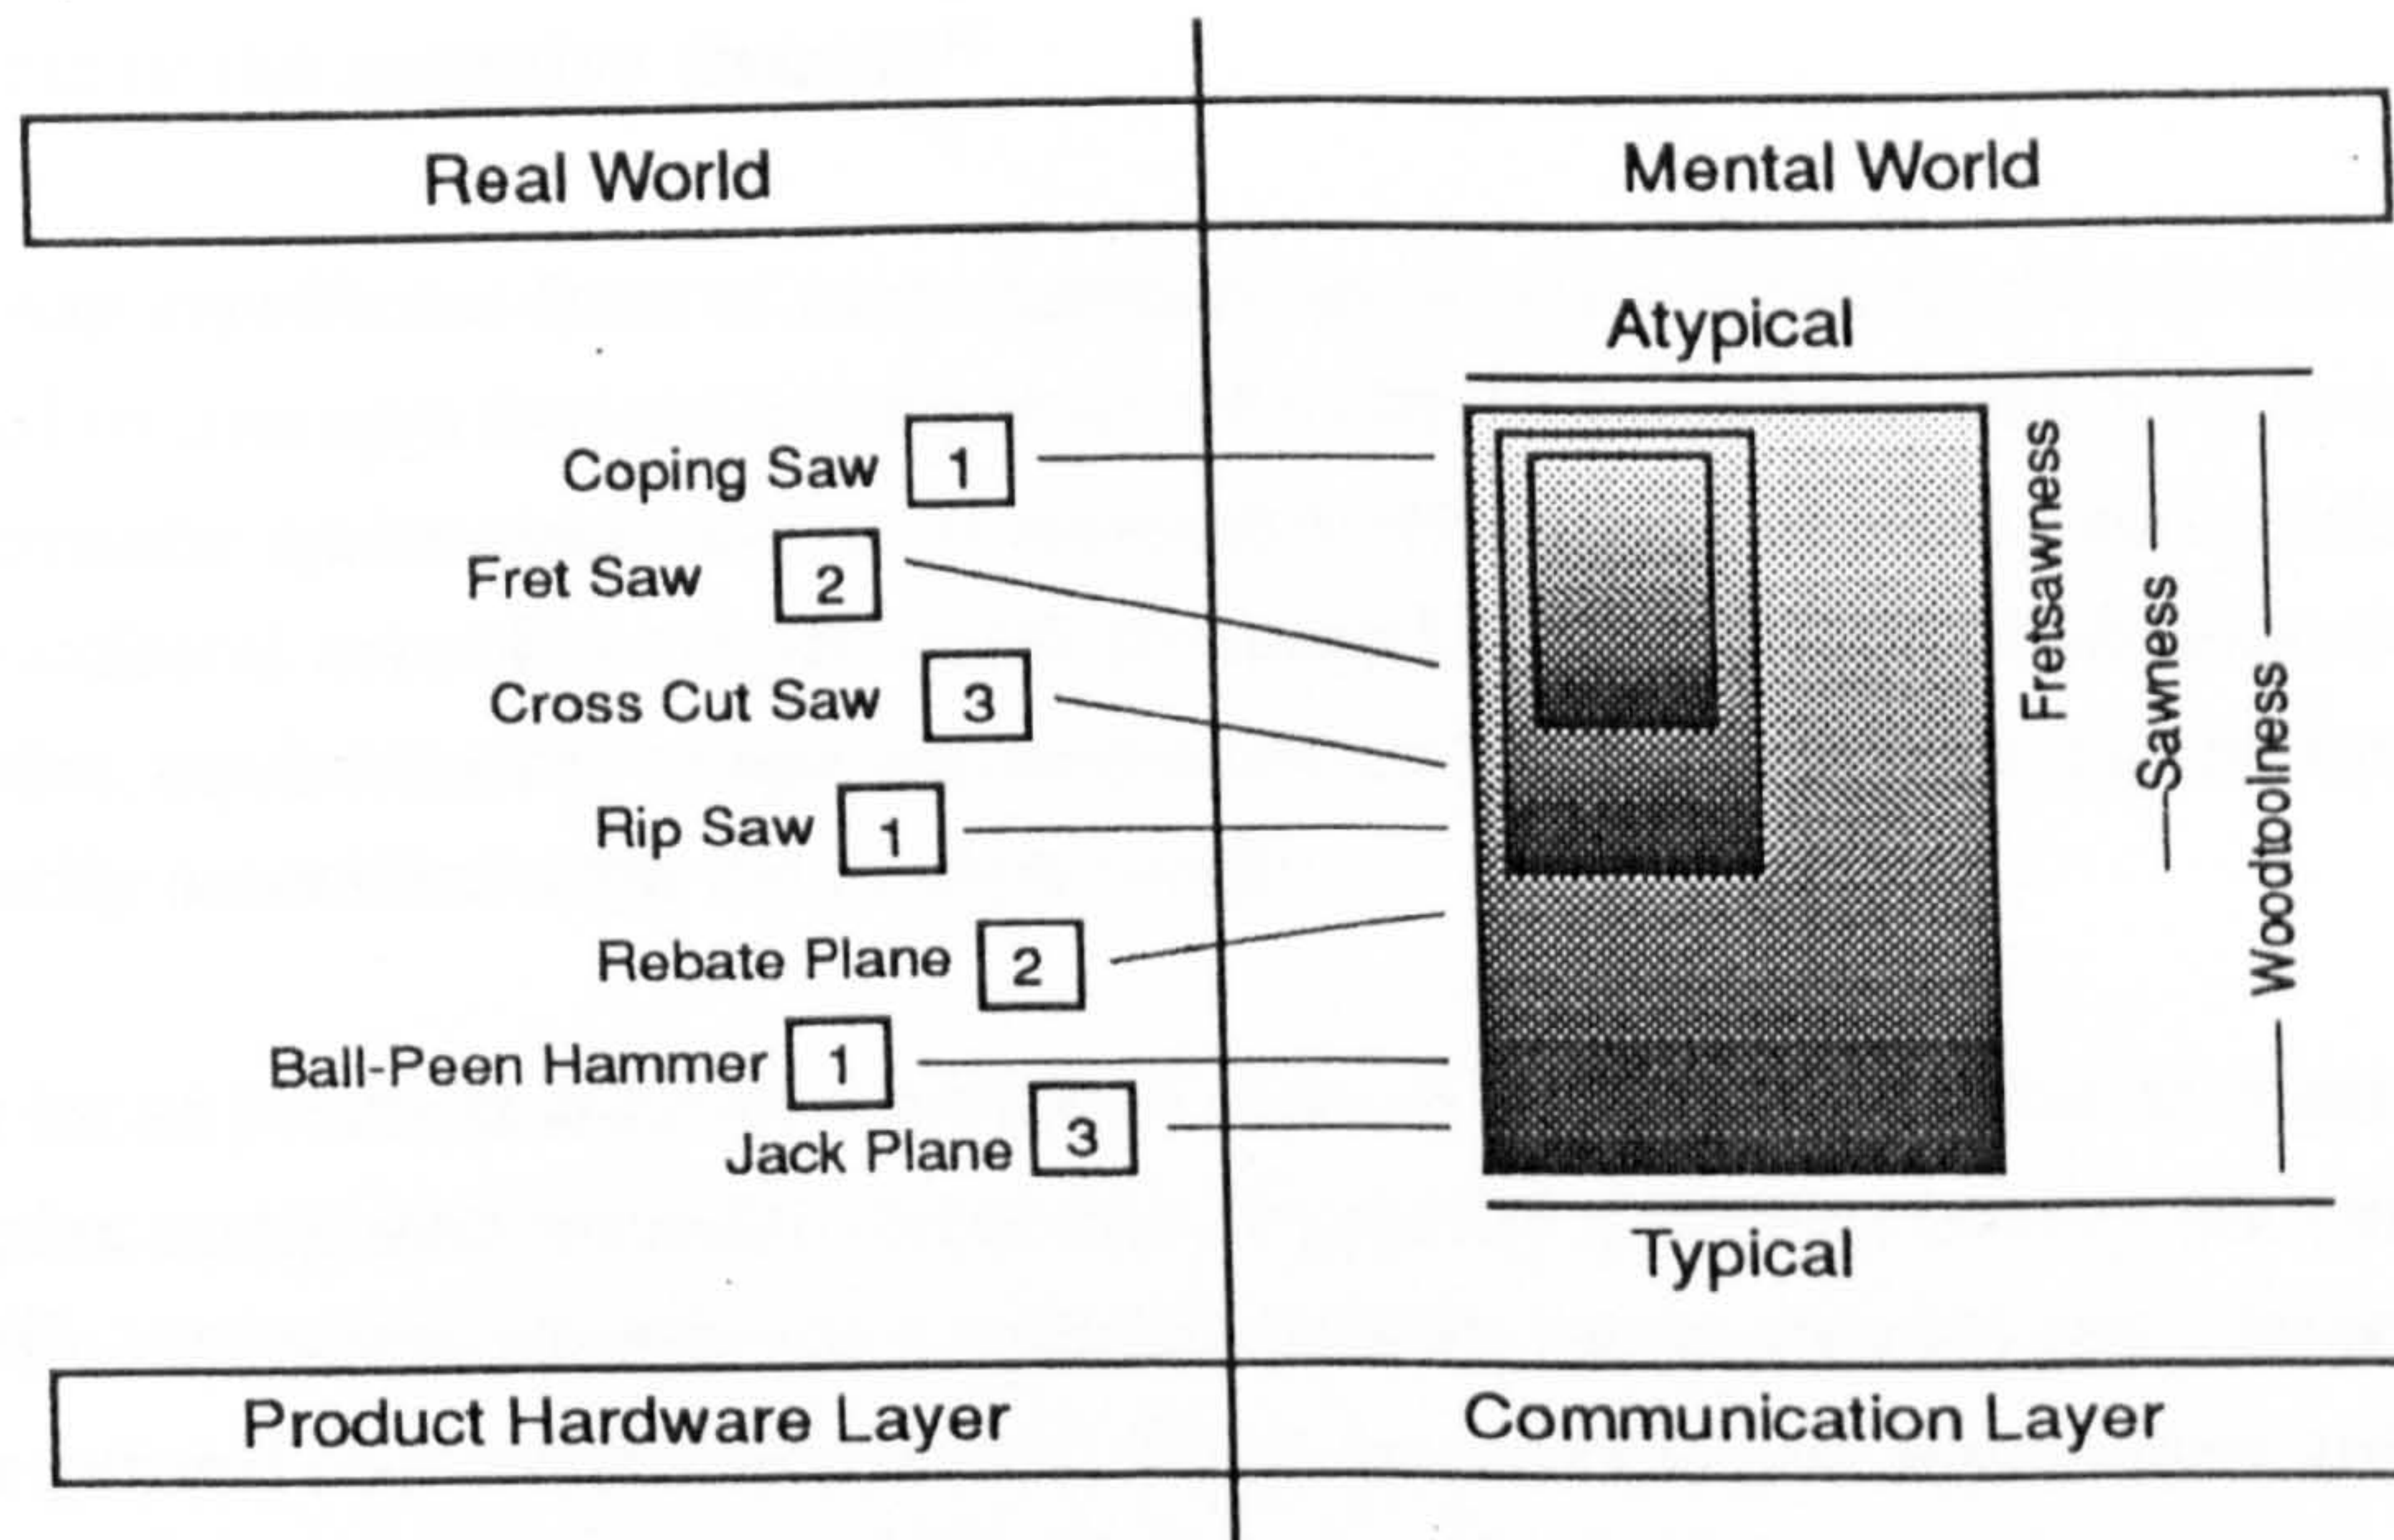 Real World
Mental World
Atypical
Coping Saw 1
Fret Saw 2
Cross Cut Saw 3
Rip Saw 1
Rebate Plane 2
Ball-Peen Hammer 1
Jack Plane 3
Fretsawness
Sawness
Woodtoolness
Typical
Product Hardware Layer
Communication Layer